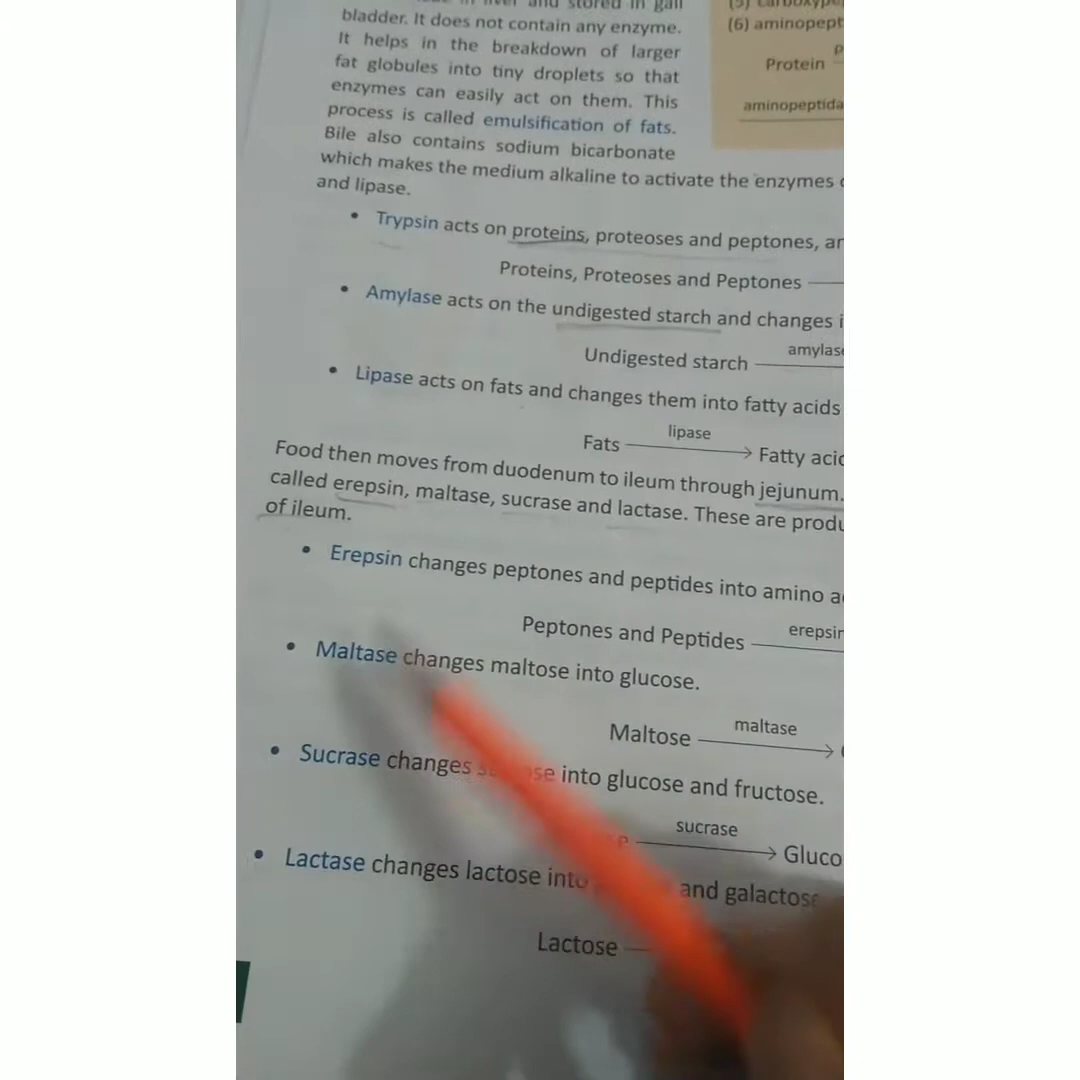 liver and stored in gall
bladder. It does not contain any enzyme.
It helps in the breakdown of larger
fat globules into tiny droplets so that
enzymes can easily act on them. This
process is called emulsification of fats.
Bile also contains sodium bicarbonate
which makes the medium alkaline to activate the enzymes
and lipase.
(6) aminopept
Protein
aminopeptida
• Trypsin acts on proteins, proteoses and peptones, an
Proteins, Proteoses and Peptones
• Amylase acts on the undigested starch and changes i
Undigested starch amylase
• Lipase acts on fats and changes them into fatty acids
Fats lipase Fatty acid
Food then moves from duodenum to ileum through jejunum.
called erepsin, maltase, sucrase and lactase. These are produ
of ileum.
• Erepsin changes peptones and peptides into amino a
Peptones and Peptides erepsin
• Maltase changes maltose into glucose.
Maltose maltase
• Sucrase changes into glucose and fructose.
sucrase Gluco
• Lactase changes lactose into and galactose
Lactose